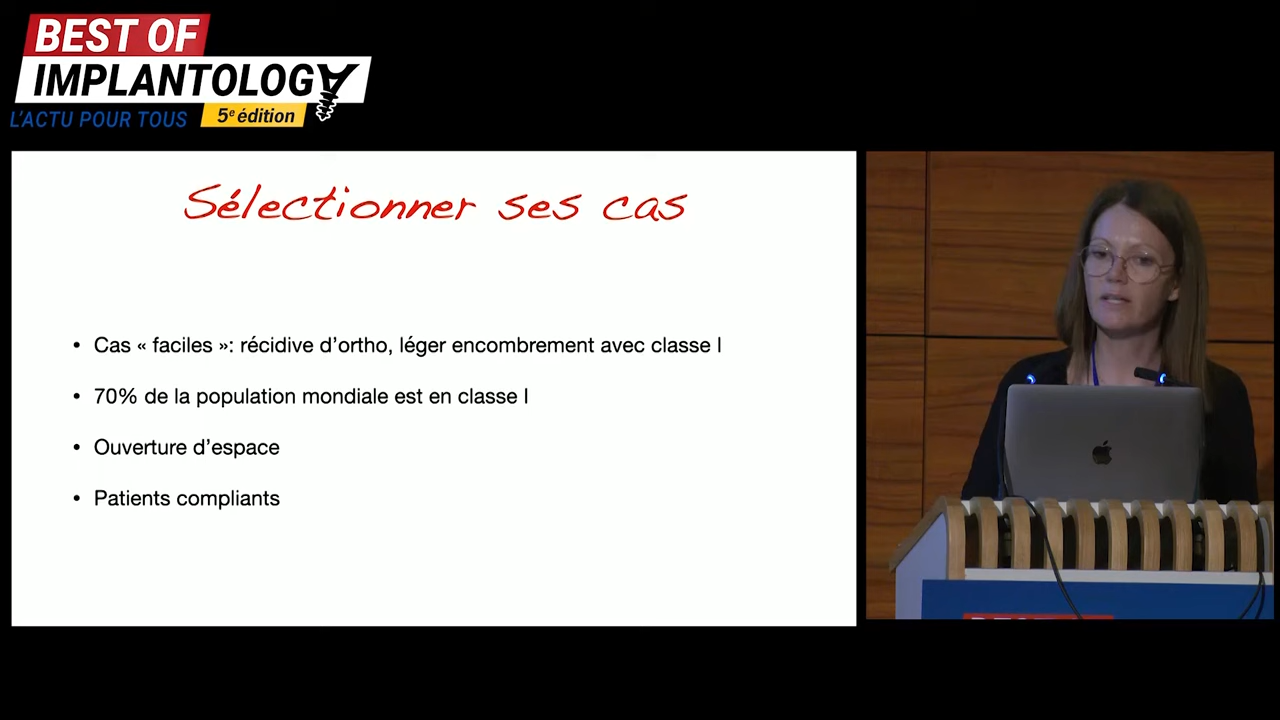 BEST OF
IMPLANTOLOGY
L'ACTU POUR TOUS
5e édition
Sélectionner ses cas
• Cas « faciles »: récidive d'ortho, léger encombrement avec classe I
• 70% de la population mondiale est en classe I
• Ouverture d'espace
• Patients compliants